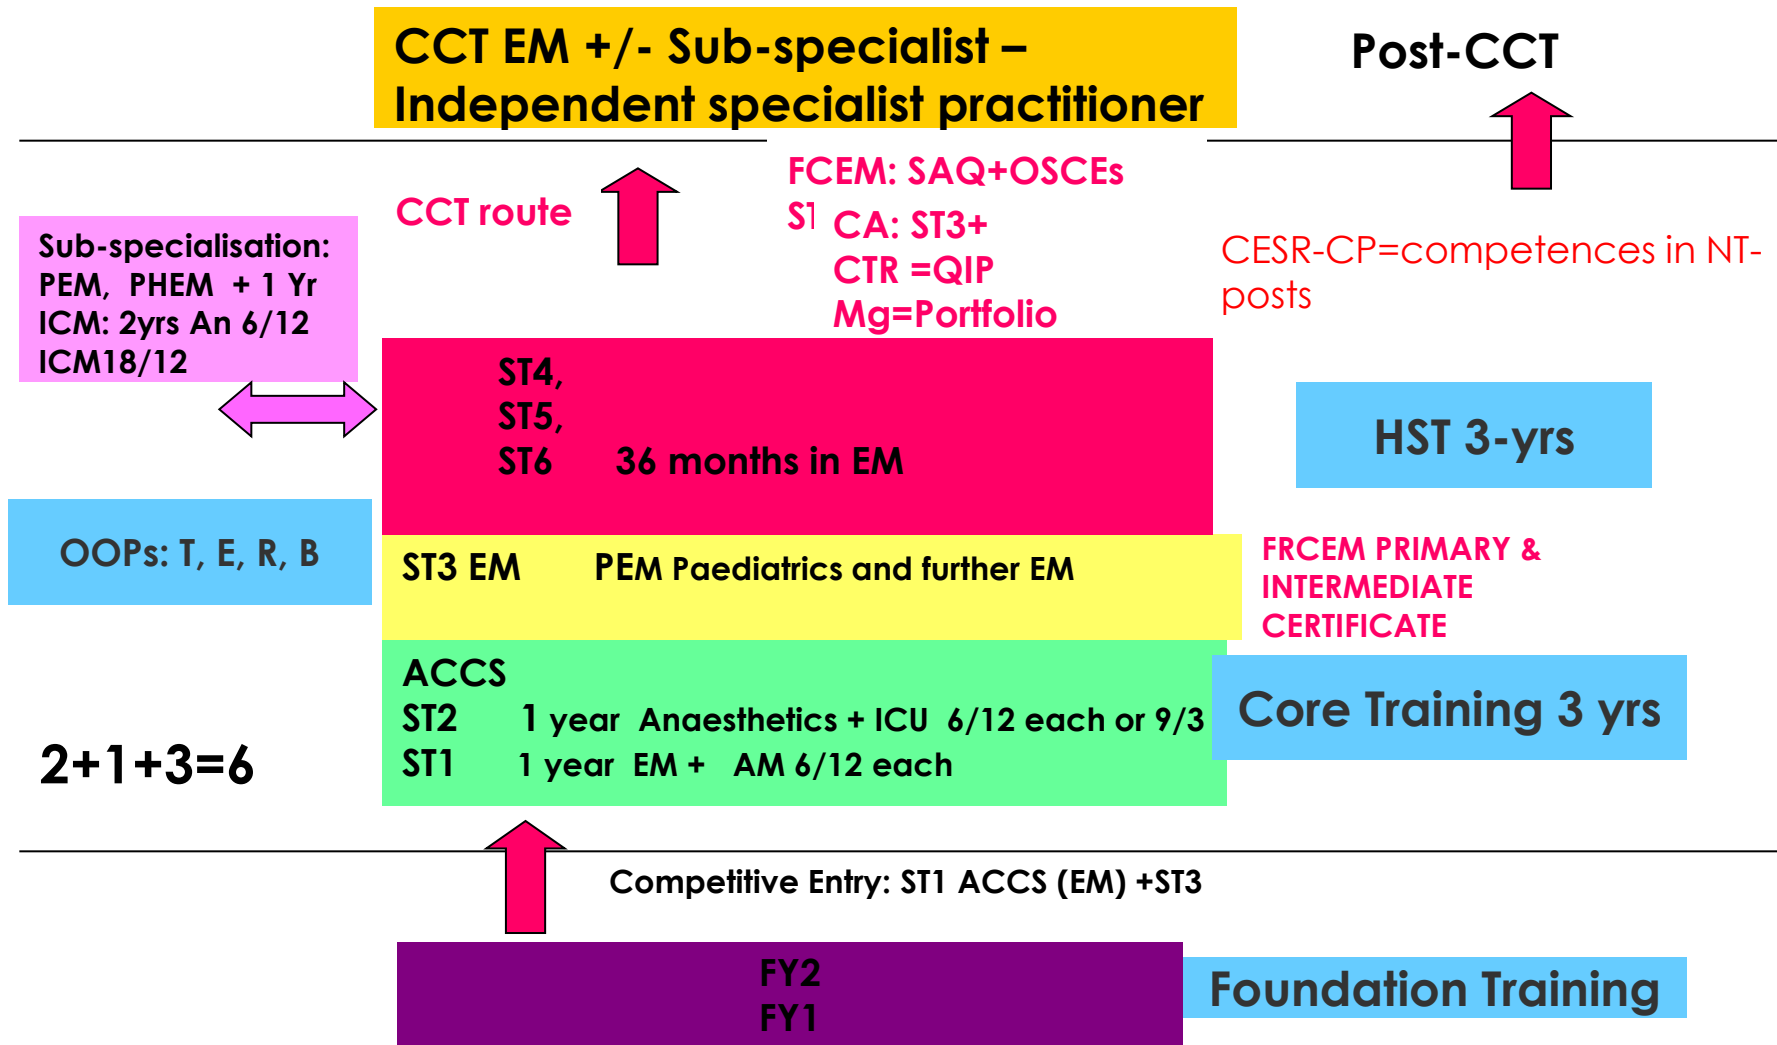 CCT EM +/- Sub-specialist –
Independent specialist practitioner
Post-CCT
FCEM: SAQ+OSCEs
CCT route
CA: ST3+
CTR =QIP
Mg=Portfolio
Sub-specialisation:
PEM, PHEM + 1 Yr
ICM: 2yrs An 6/12
ICM18/12
CESR-CP=competences in NT-
posts
ST4,
ST5,
ST6 36 months in EM
HST 3-yrs
OOPs: T, E, R, B
ST3 EM PEM Paediatrics and further EM
FRCEM PRIMARY &
INTERMEDIATE
CERTIFICATE
ACCS
ST2 1 year Anaesthetics + ICU 6/12 each or 9/3
ST1 1 year EM + AM 6/12 each
Core Training 3 yrs
2+1+3=6
Competitive Entry: ST1 ACCS (EM) +ST3
FY2
FY1
Foundation Training